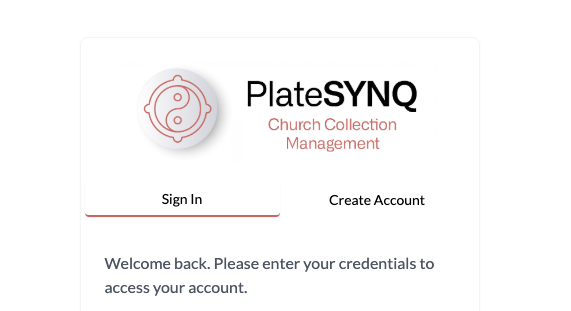 PlateSYNQ
Church Collection
Management
Sign In
Create Account
Welcome back. Please enter your credentials to
access your account.